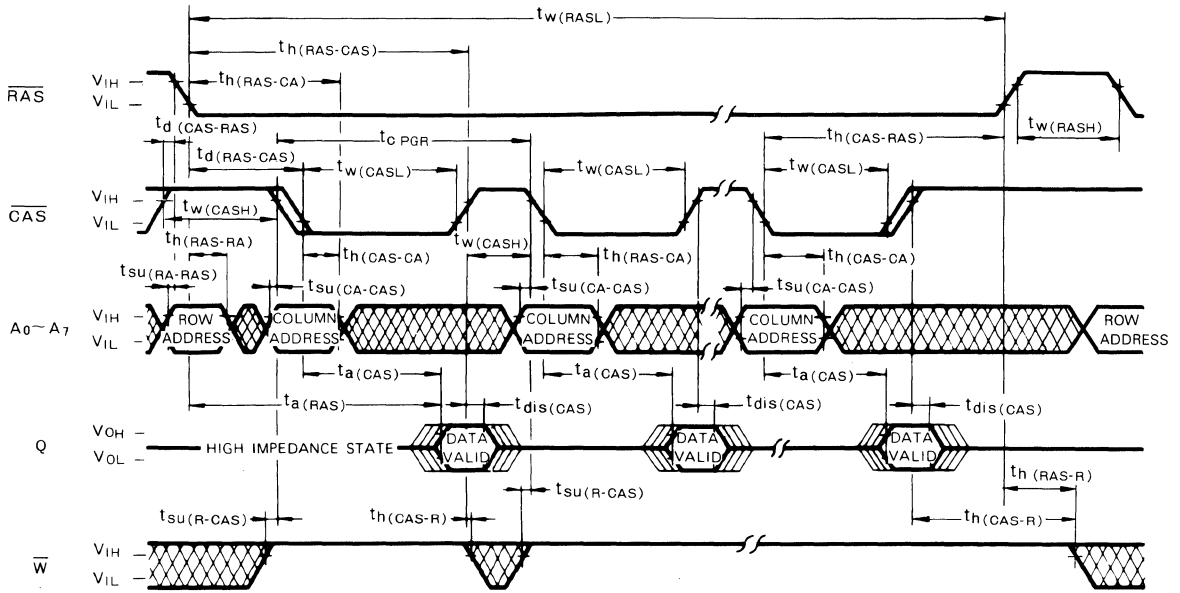 tw(RASL)
th(RAS-CAS)
VIH th(RAS-CA)
RAS
VIL
td(CAS-RAS) tc PGR th(CAS-RAS) tw(RASH)
td(RAS-CAS) tw(CASL) tw(CASL) tw(CASL)
VIH
CAS tw(CASH)
VIL
th(RAS-RA) tw(CASH)
th(CAS-CA) th(RAS-CA) th(CAS-CA)
tsu(RA-RAS) tsu(CA-CAS) tsu(CA-CAS) tsu(CA-CAS)
VIH ROW COLUMN COLUMN COLUMN ROW
A0~A7
VIL ADDRESS ADDRESS ADDRESS ADDRESS ADDRESS
ta(CAS) ta(CAS) ta(CAS)
ta(RAS) tdis(CAS) tdis(CAS) tdis(CAS)
VOH DATA DATA DATA
Q HIGH IMPEDANCE STATE
VOL VALID VALID VALID
th(RAS-R)
tsu(R-CAS)
tsu(R-CAS) th(CAS-R) th(CAS-R)
VIH
W
VIL